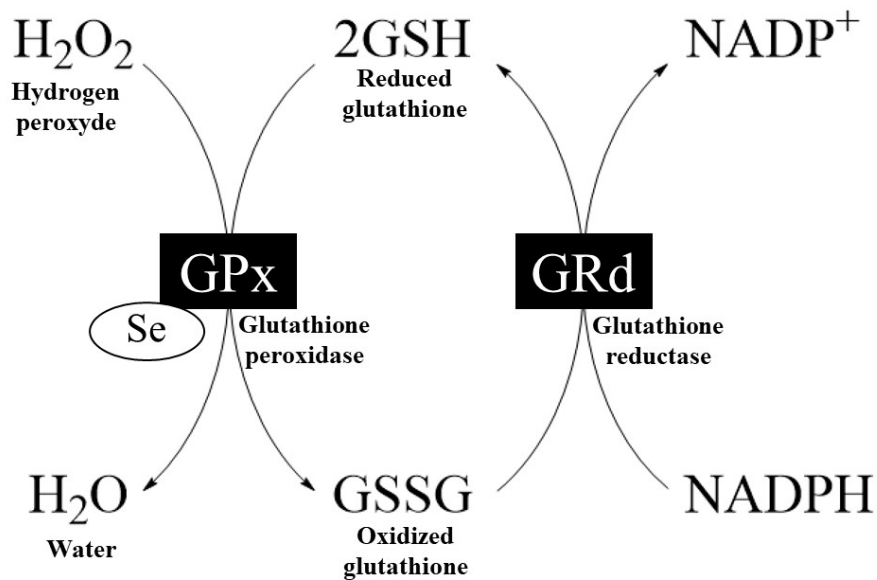 H₂O₂
Hydrogen
peroxyde
2GSH
Reduced
glutathione
NADP⁺
GPx
Se
Glutathione
peroxidase
GRd
Glutathione
reductase
H₂O
Water
GSSG
Oxidized
glutathione
NADPH